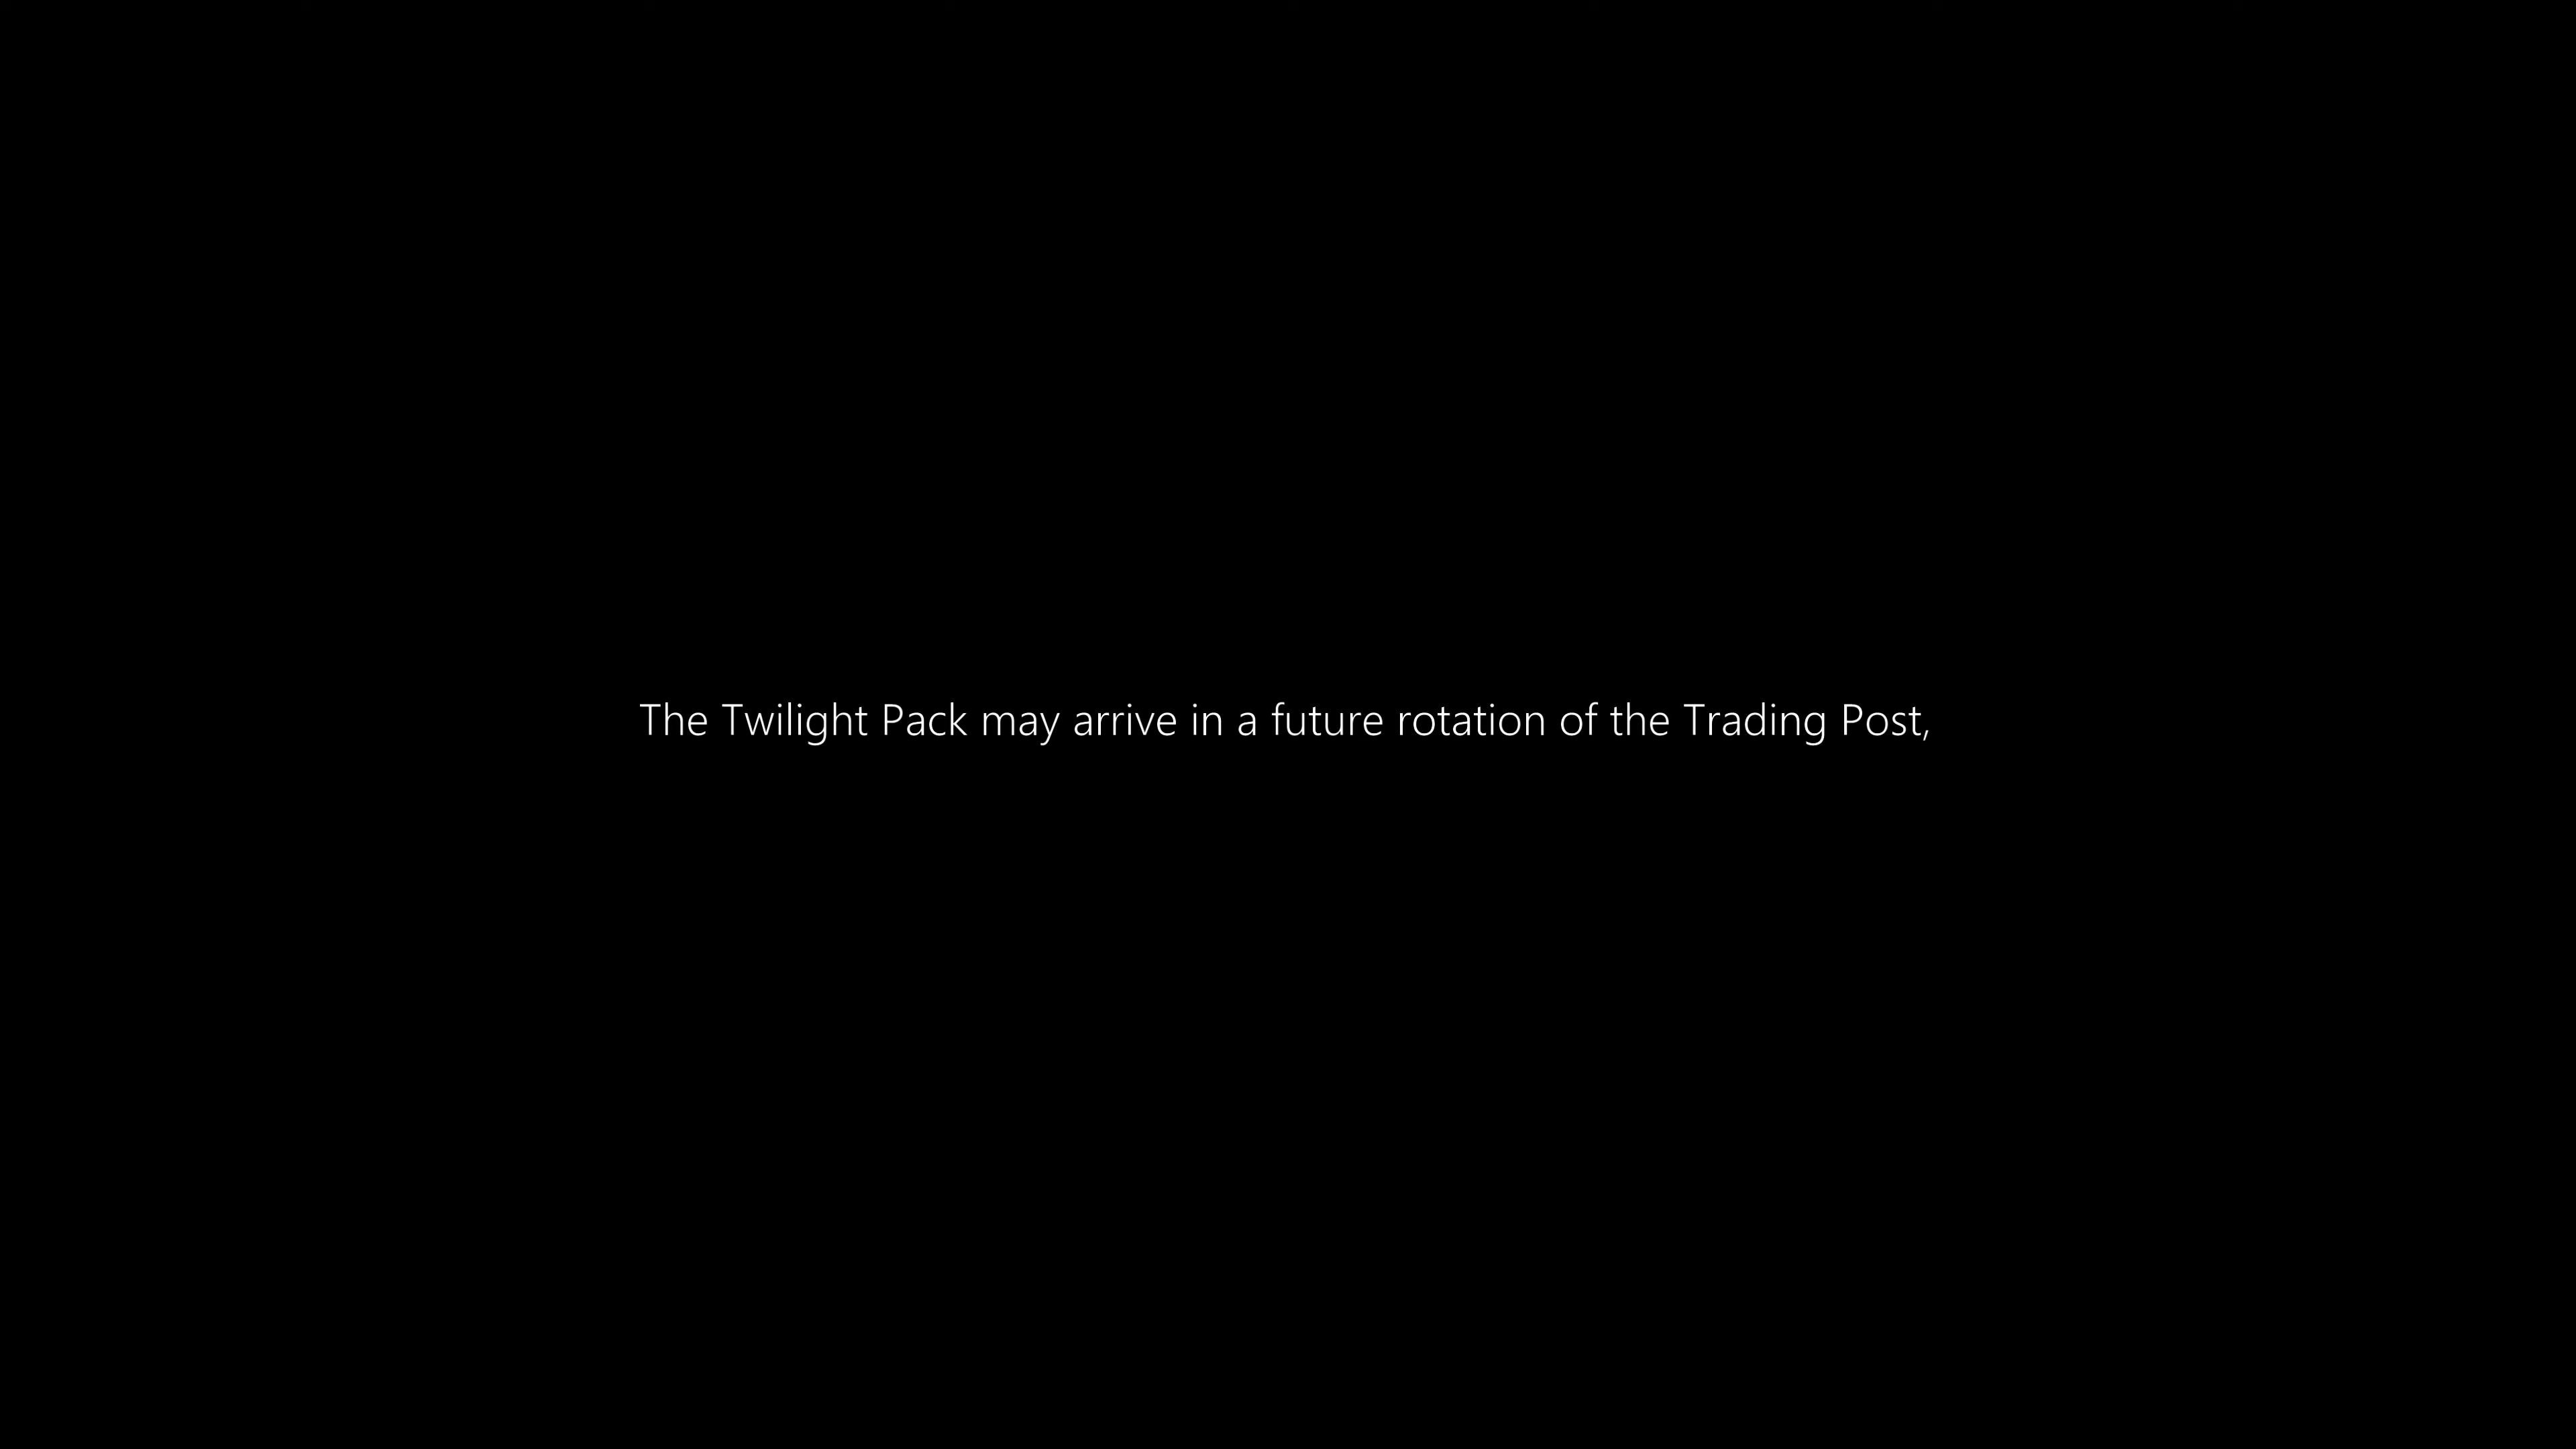 The Twilight Pack may arrive in a future rotation of the Trading Post,